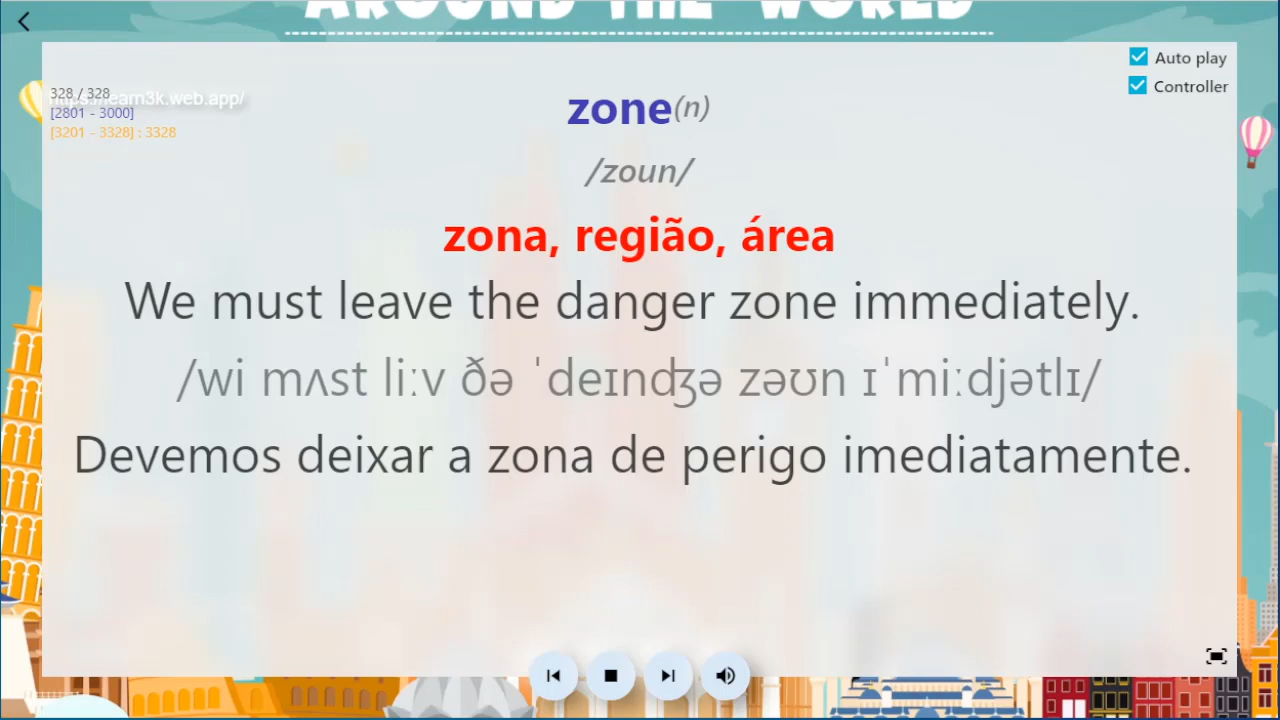 AROUND THE WORLD
Auto play
Controller
328 / 328
https://learn3k.web.app/
[2801 - 3000]
[3201 - 3328] : 3328
zone(n)
/zoun/
zona, região, área
We must leave the danger zone immediately.
/wi mʌst liːv ðə ˈdeɪnʤə zəʊn ɪˈmiːdjətlɪ/
Devemos deixar a zona de perigo imediatamente.